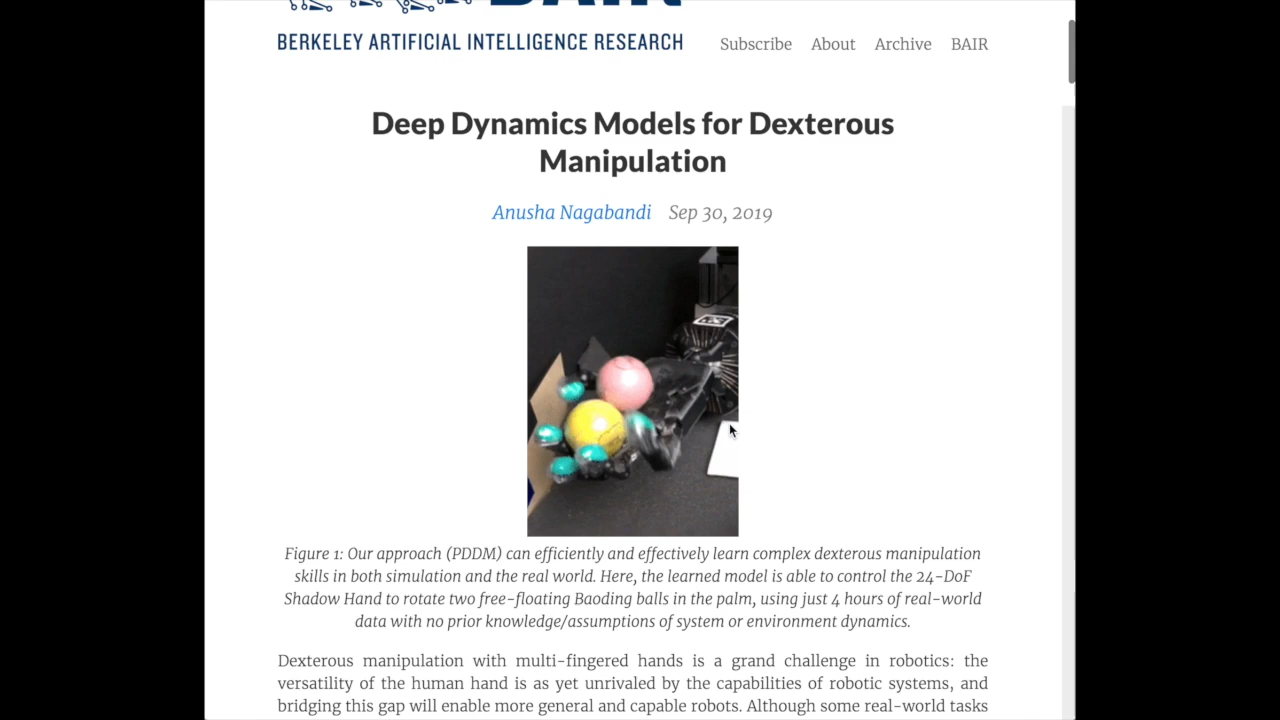 BAIR
BERKELEY ARTIFICIAL INTELLIGENCE RESEARCH
Subscribe About Archive BAIR
Deep Dynamics Models for Dexterous
Manipulation
Anusha Nagabandi Sep 30, 2019
Figure 1: Our approach (PDDM) can efficiently and effectively learn complex dexterous manipulation
skills in both simulation and the real world. Here, the learned model is able to control the 24-DoF
Shadow Hand to rotate two free-floating Baoding balls in the palm, using just 4 hours of real-world
data with no prior knowledge/assumptions of system or environment dynamics.
Dexterous manipulation with multi-fingered hands is a grand challenge in robotics: the
versatility of the human hand is as yet unrivaled by the capabilities of robotic systems, and
bridging this gap will enable more general and capable robots. Although some real-world tasks